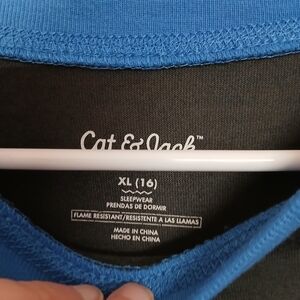 Cat & Jack™
XL (16)
SLEEPWEAR
PRENDAS DE DORMIR
FLAME RESISTANT/RESISTENTE A LAS LLAMAS
MADE IN CHINA
HECHO EN CHINA